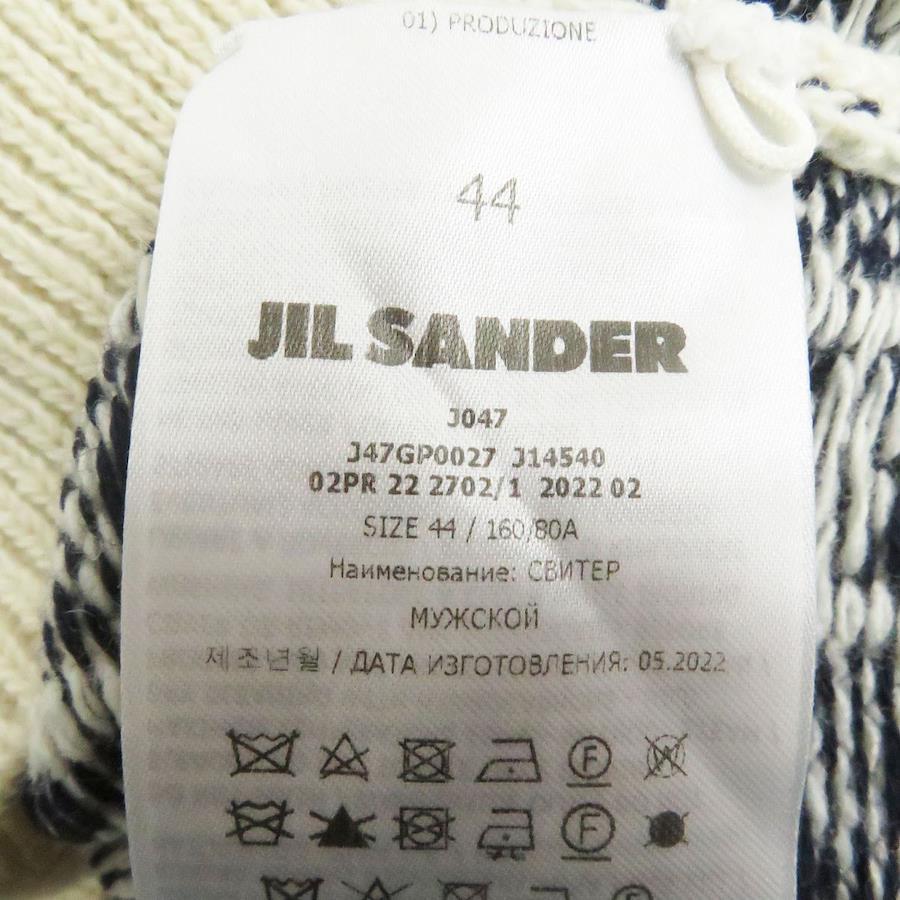 01) PRODUZIONE
44
JIL SANDER
J047
J47GP0027 J14540
02PR 22 2702/1 2022 02
SIZE 44 / 160/80A
Наименование: СВИТЕР
МУЖСКОЙ
제조년월 / ДАТА ИЗГОТОВЛЕНИЯ: 05.2022
F W
F